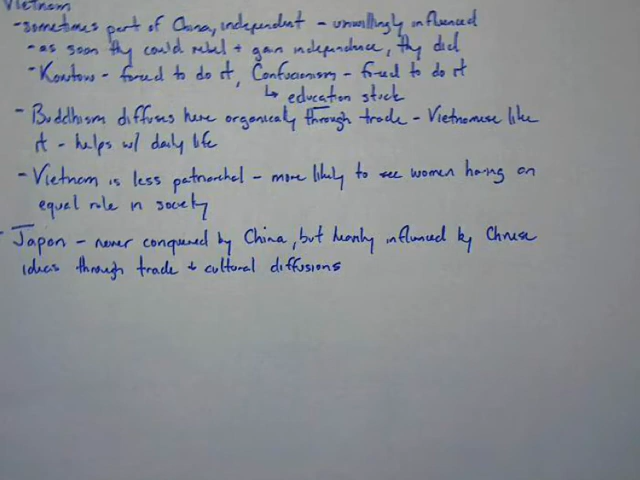 Vietnam
- sometimes part of China, independent - unwillingly influenced
- as soon they could rebel + gain independence, they did
- Kowtow - forced to do it, Confucianism - forced to do it
↳ education stuck
- Buddhism diffuses here organically through trade - Vietnamese like
it - helps w/ daily life
- Vietnam is less patriarchal - more likely to see women having an
equal role in society
- Japan - never conquered by China, but heavily influenced by Chinese
ideas through trade + cultural diffusions